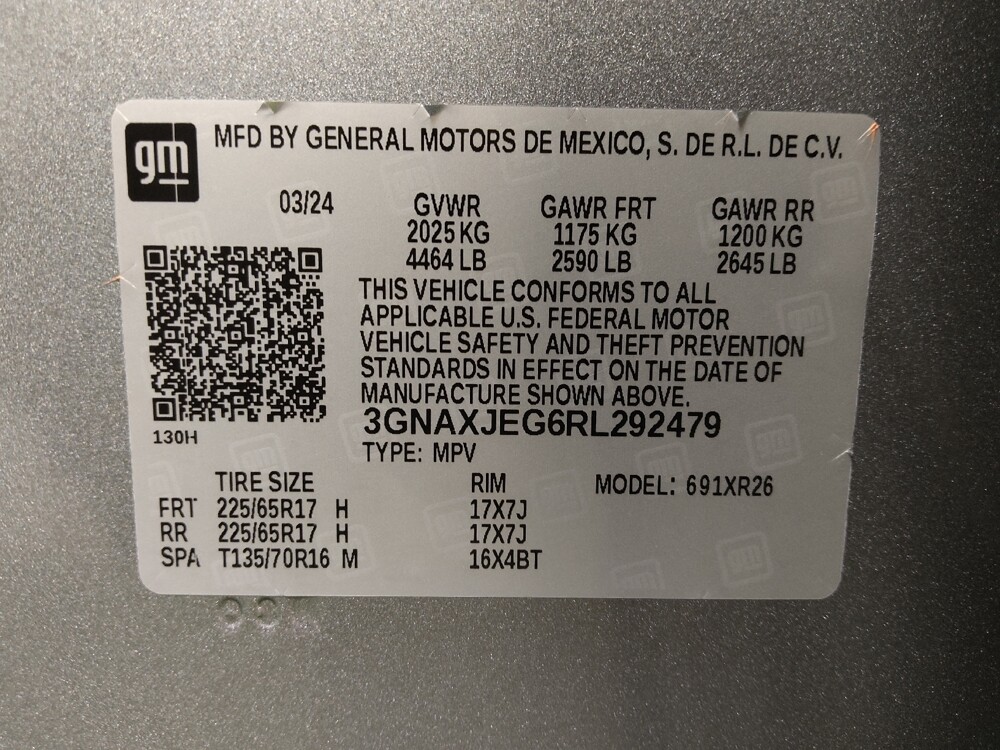 gm
MFD BY GENERAL MOTORS DE MEXICO, S. DE R.L. DE C.V.
03/24 GVWR GAWR FRT GAWR RR
2025 KG 1175 KG 1200 KG
4464 LB 2590 LB 2645 LB
THIS VEHICLE CONFORMS TO ALL
APPLICABLE U.S. FEDERAL MOTOR
VEHICLE SAFETY AND THEFT PREVENTION
STANDARDS IN EFFECT ON THE DATE OF
MANUFACTURE SHOWN ABOVE.
3GNAXJEG6RL292479
130H
TYPE: MPV
TIRE SIZE RIM MODEL: 691XR26
FRT 225/65R17 H 17X7J
RR 225/65R17 H 17X7J
SPA T135/70R16 M 16X4BT